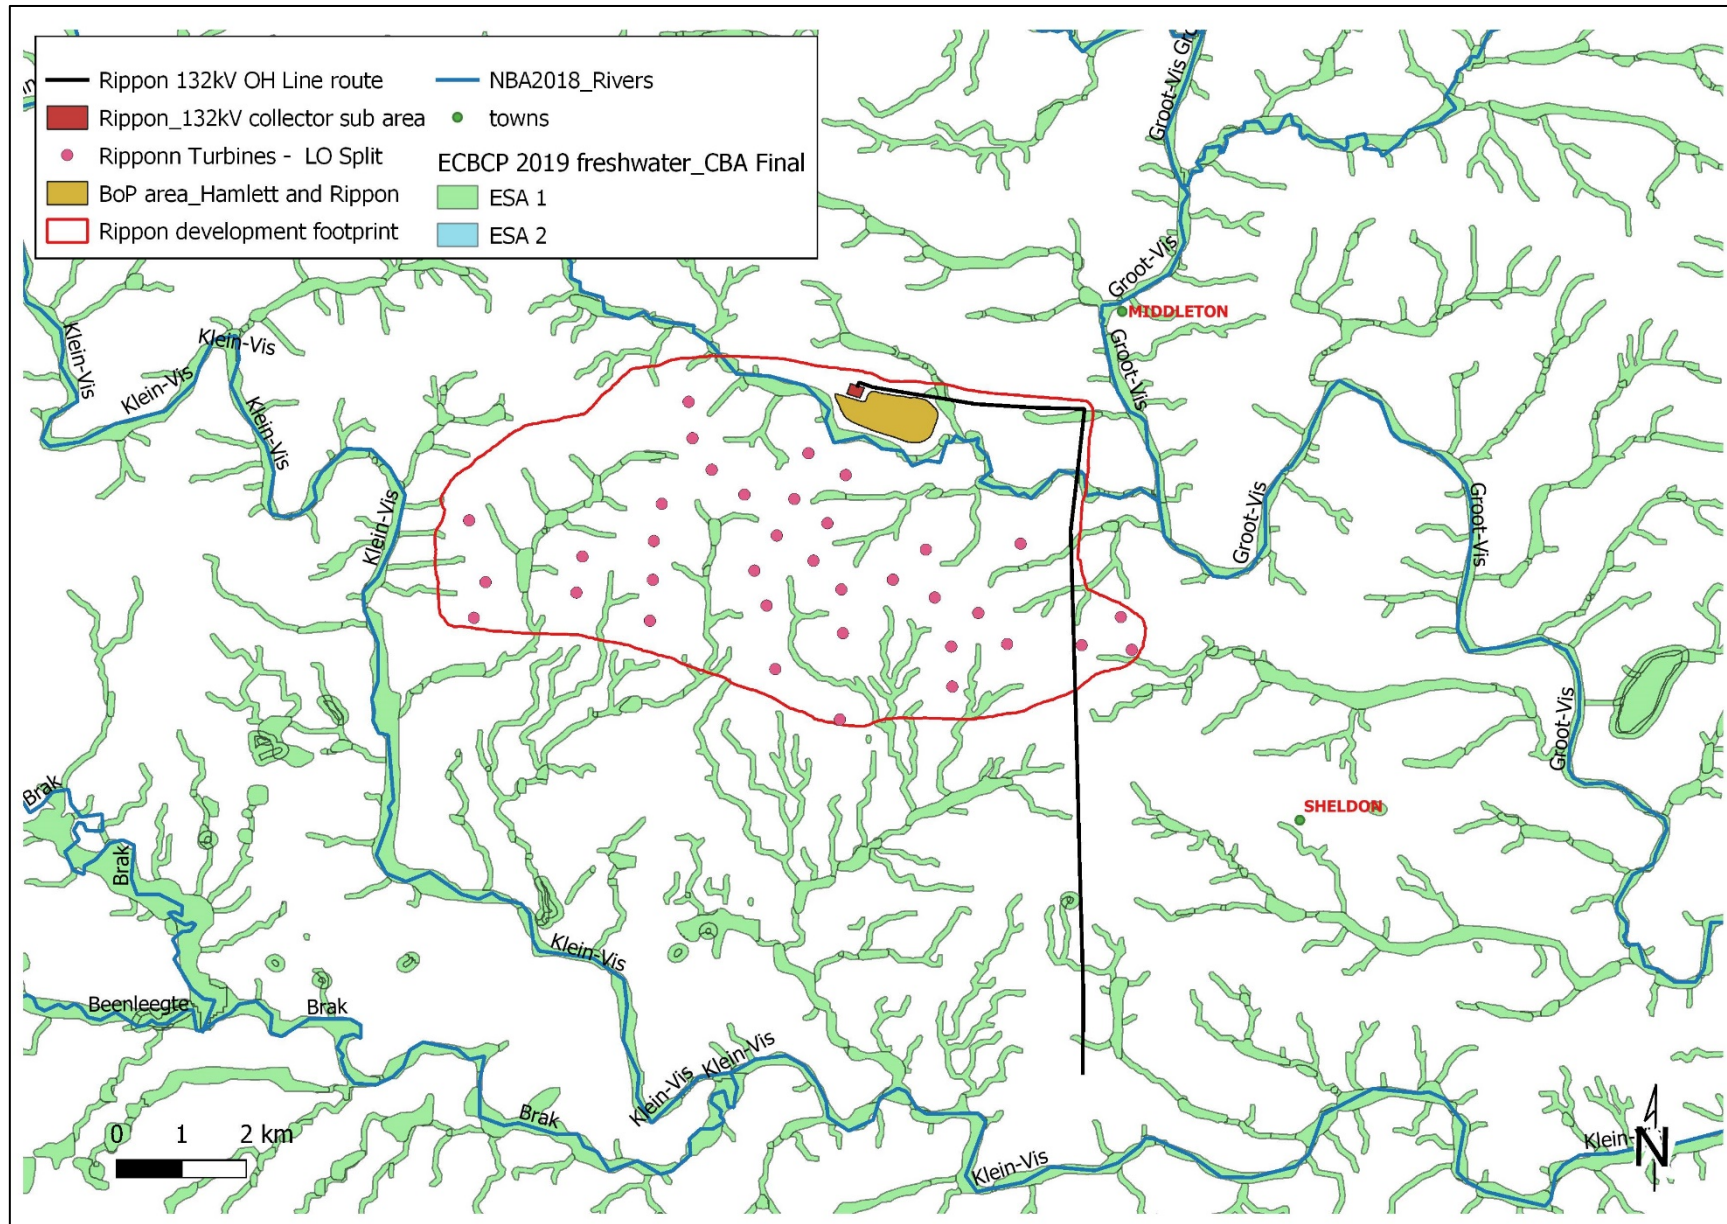 Rippon 132kV OH Line route
Rippon_132kV collector sub area
Ripponn Turbines - LO Split
BoP area_Hamlett and Rippon
Rippon development footprint
NBA2018_Rivers
towns
ECBCP 2019 freshwater_CBA Final
ESA 1
ESA 2
Groot-Vis
Groot-Vis
Groot-Vis
MIDDLETON
Groot-Vis
Klein-Vis
Klein-Vis
Klein-Vis
Klein-Vis
Klein-Vis
Groot-Vis
Groot-Vis
Groot-Vis
Brak
SHELDON
Brak
Klein-Vis
Beenleegte
Brak
Klein-Vis
Klein-Vis
Brak
Klein-Vis
Klein-
0 1 2 km
N